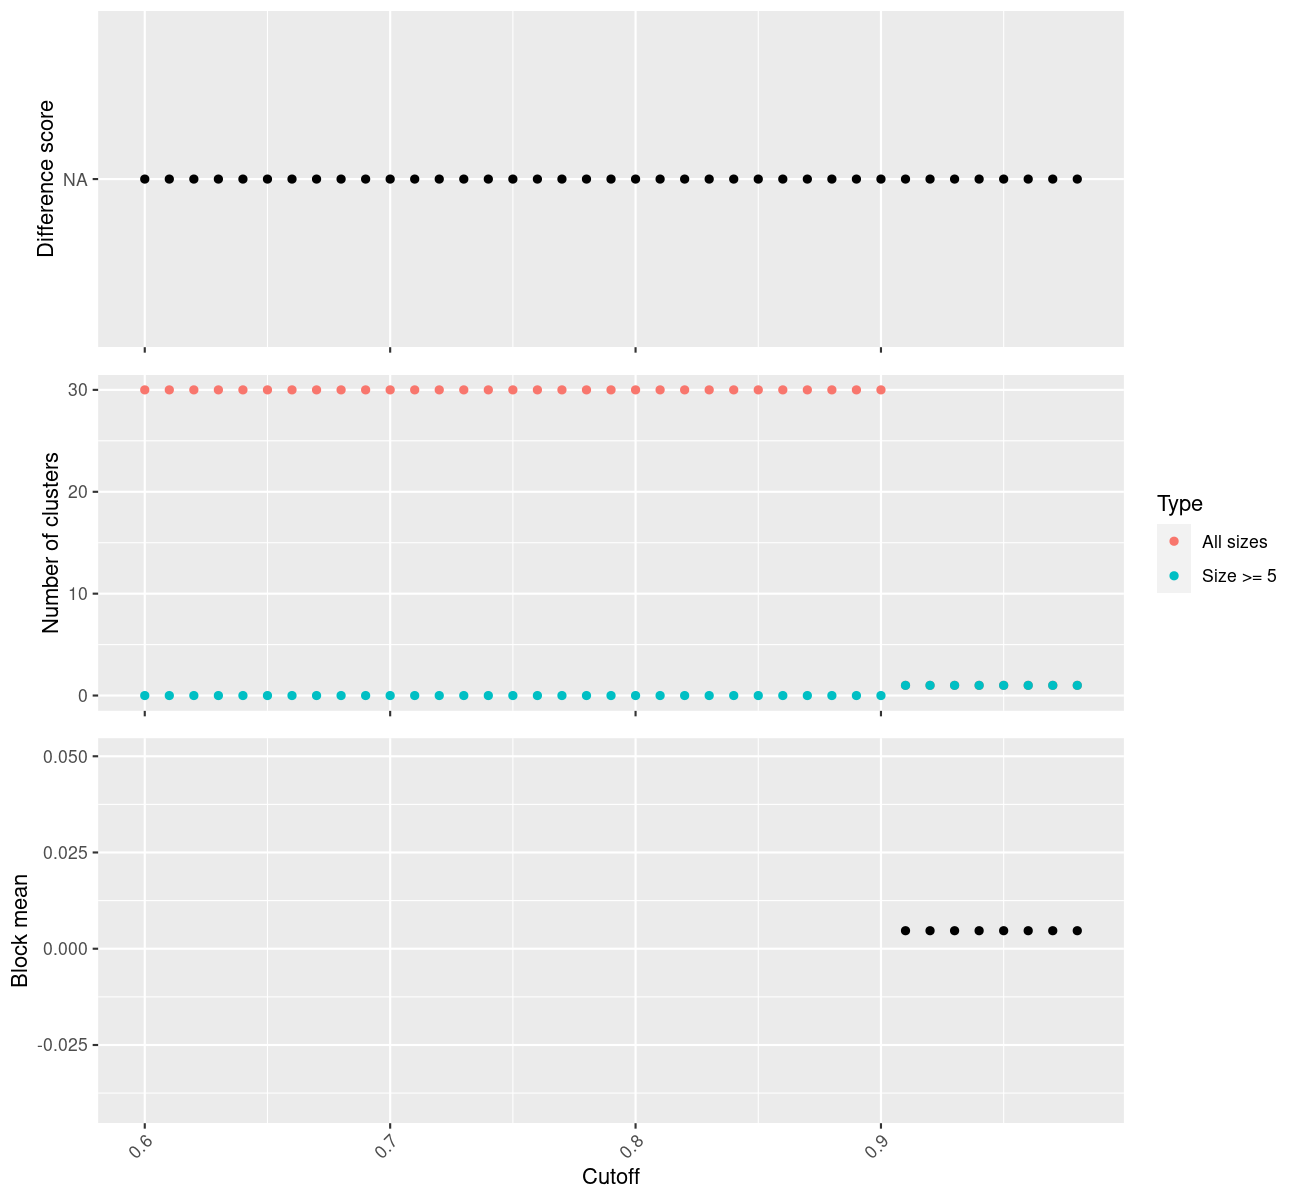 Difference score
NA
Number of clusters
30
20
10
0
Type
All sizes
Size >= 5
Block mean
0.050
0.025
0.000
-0.025
0.6 0.7 0.8 0.9
Cutoff